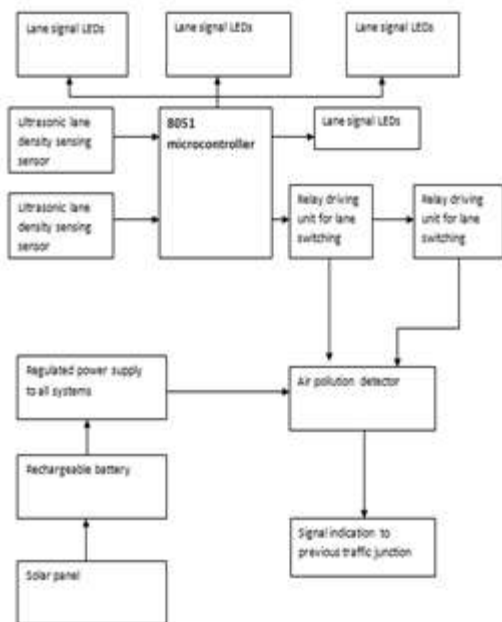 Lane signal LEDs
Lane signal LEDs
Lane signal LEDs
Ultrasonic lane
density sensing
sensor
8051
microcontroller
Lane signal LEDs
Ultrasonic lane
density sensing
sensor
Relay driving
unit for lane
switching
Relay driving
unit for lane
switching
Regulated power supply
to all systems
Air pollution detector
Rechargeable battery
Signal indication to
previous traffic junction
Solar panel